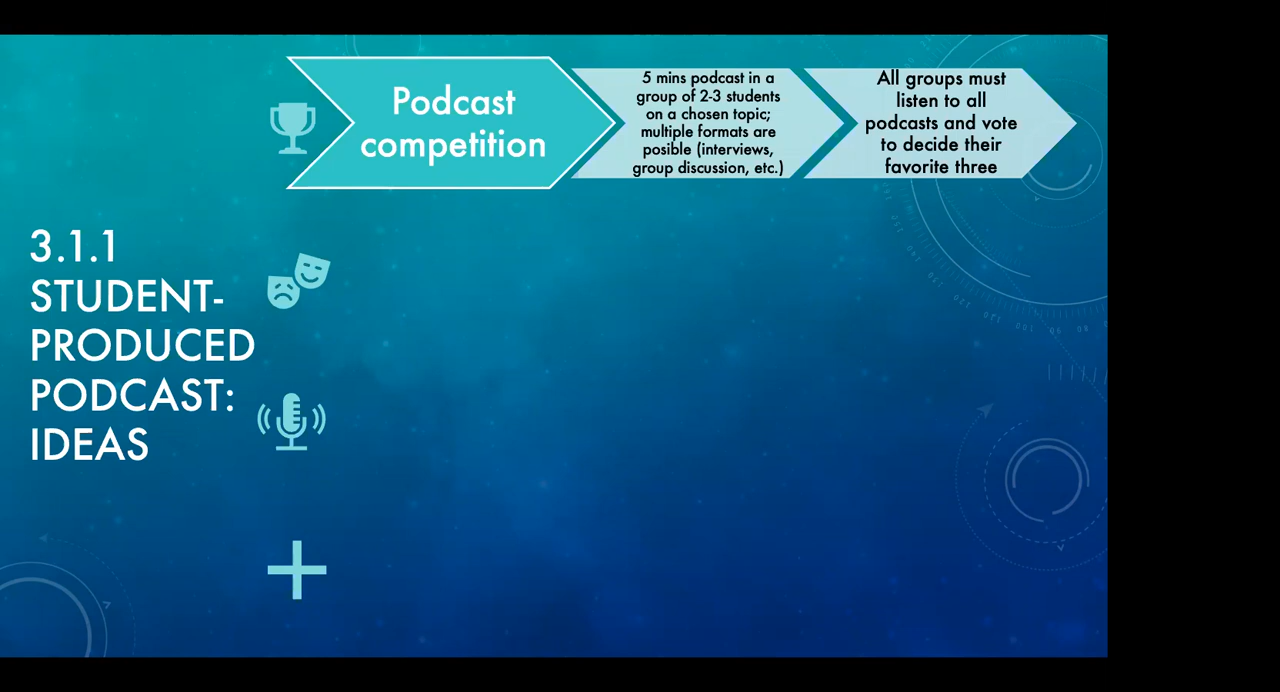 3.1.1
STUDENT-
PRODUCED
PODCAST:
IDEAS
Podcast
competition
5 mins podcast in a
group of 2-3 students
on a chosen topic;
multiple formats are
posible (interviews,
group discussion, etc.)
All groups must
listen to all
podcasts and vote
to decide their
favorite three